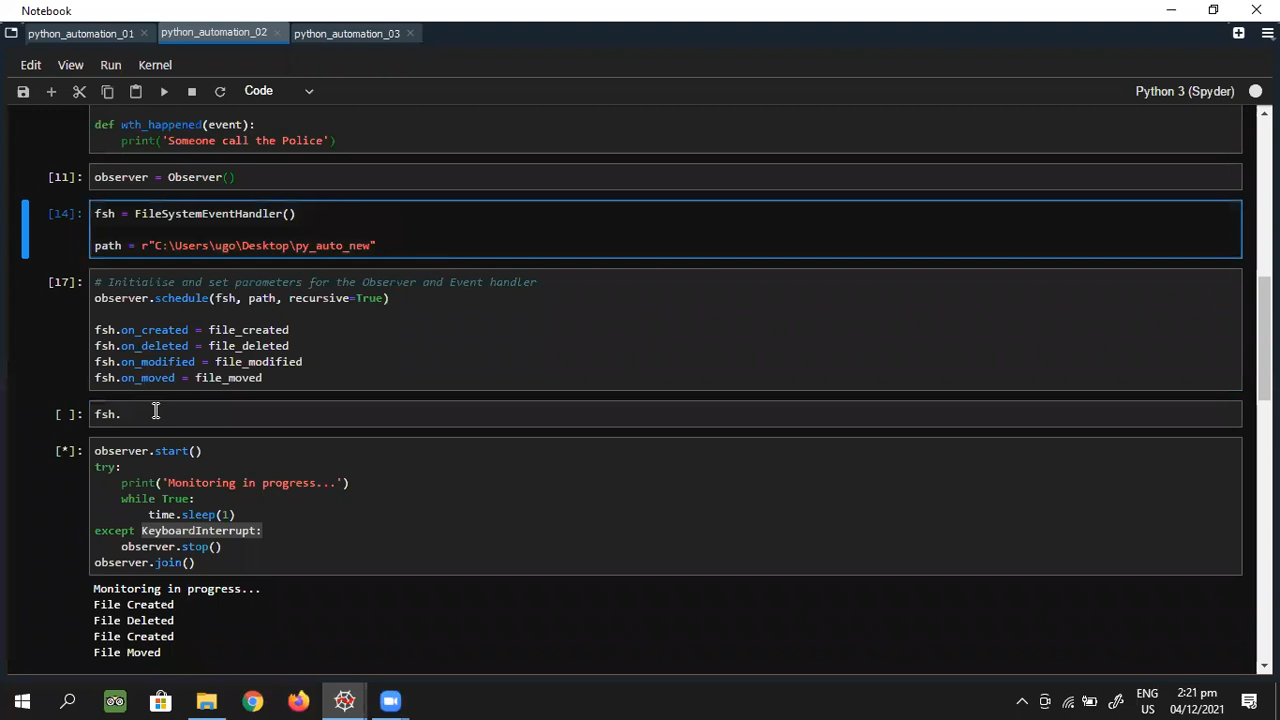 Notebook
python_automation_01
python_automation_02
python_automation_03
Edit View Run Kernel
Code
Python 3 (Spyder)
def wth_happened(event):
print('Someone call the Police')
[11]: observer = Observer()
[14]: fsh = FileSystemEventHandler()
path = r"C:\Users\ugo\Desktop\py_auto_new"
[17]: # Initialise and set parameters for the Observer and Event handler
observer.schedule(fsh, path, recursive=True)
fsh.on_created = file_created
fsh.on_deleted = file_deleted
fsh.on_modified = file_modified
fsh.on_moved = file_moved
[ ]: fsh.
[*]: observer.start()
try:
print('Monitoring in progress...')
while True:
time.sleep(1)
except KeyboardInterrupt:
observer.stop()
observer.join()
Monitoring in progress...
File Created
File Deleted
File Created
File Moved
ENG
US
2:21 pm
04/12/2021